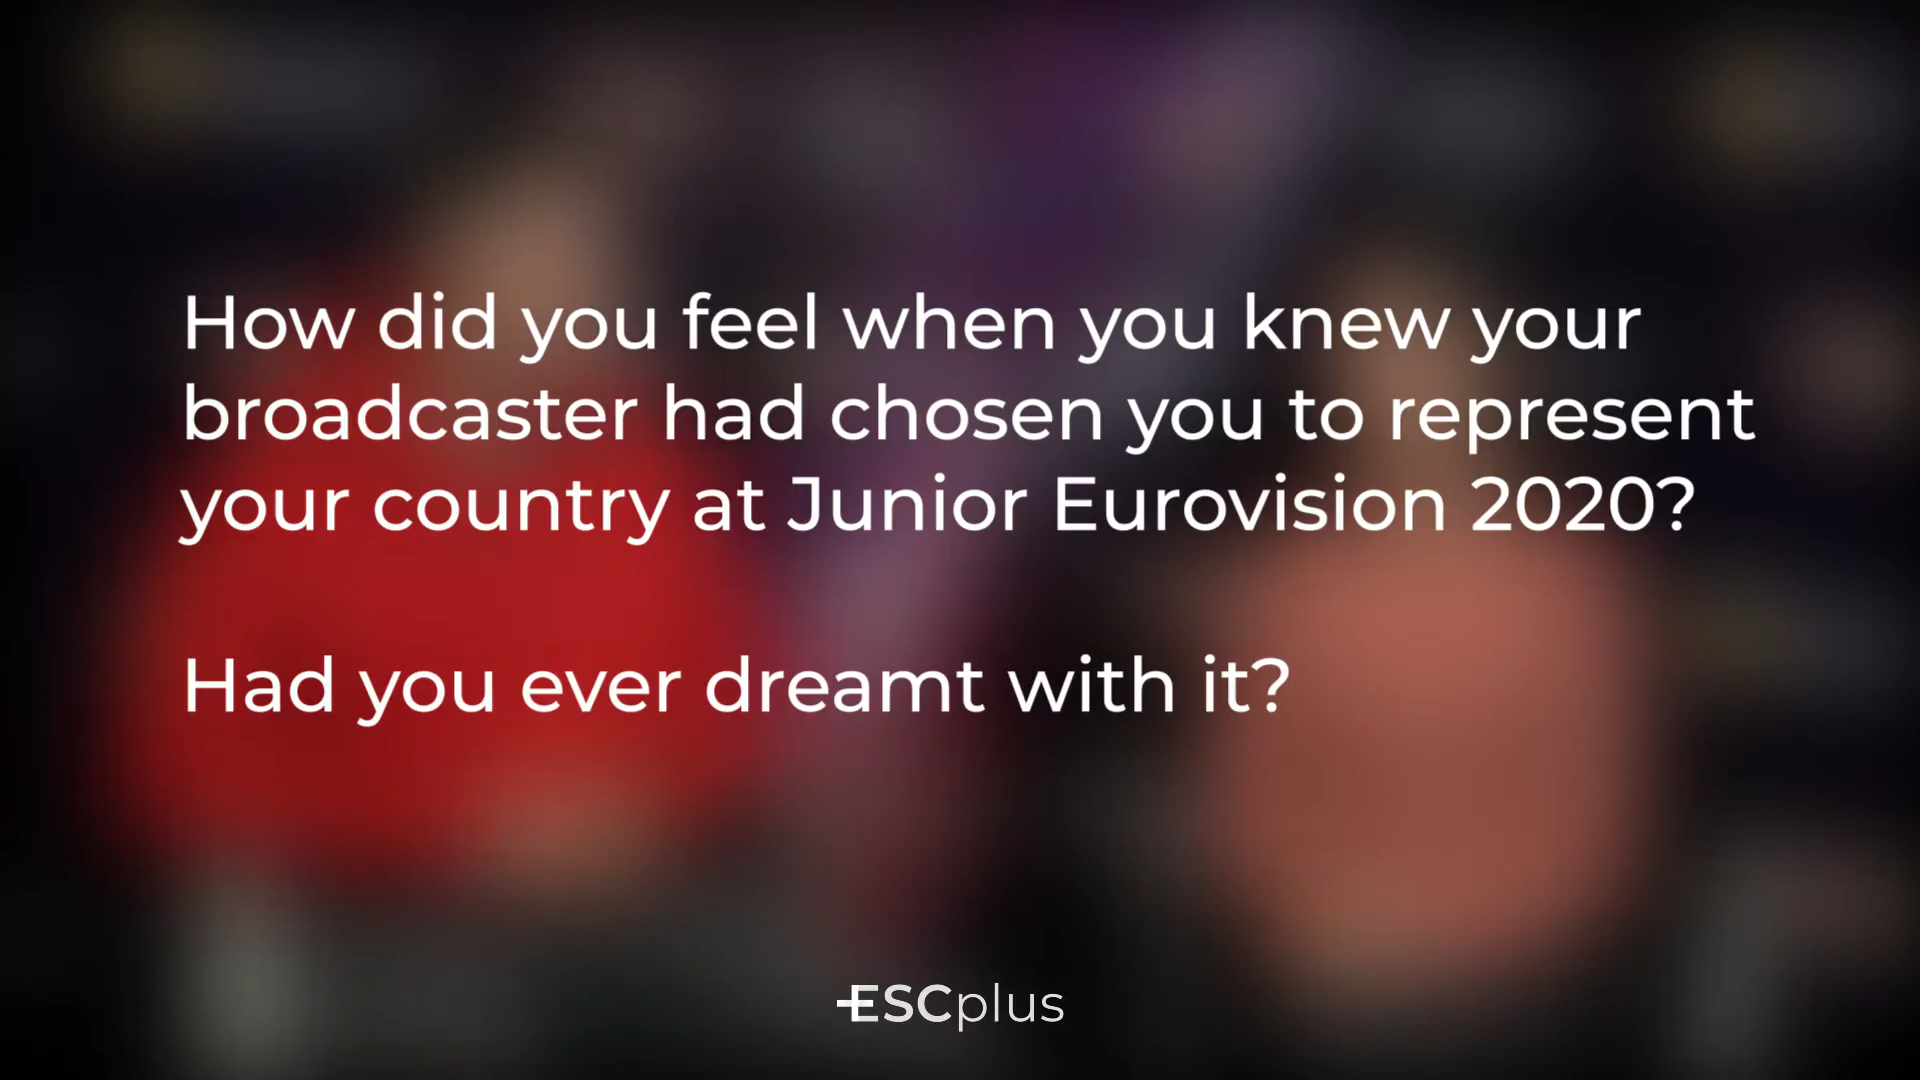 How did you feel when you knew your
broadcaster had chosen you to represent
your country at Junior Eurovision 2020?
Had you ever dreamt with it?
ESCplus